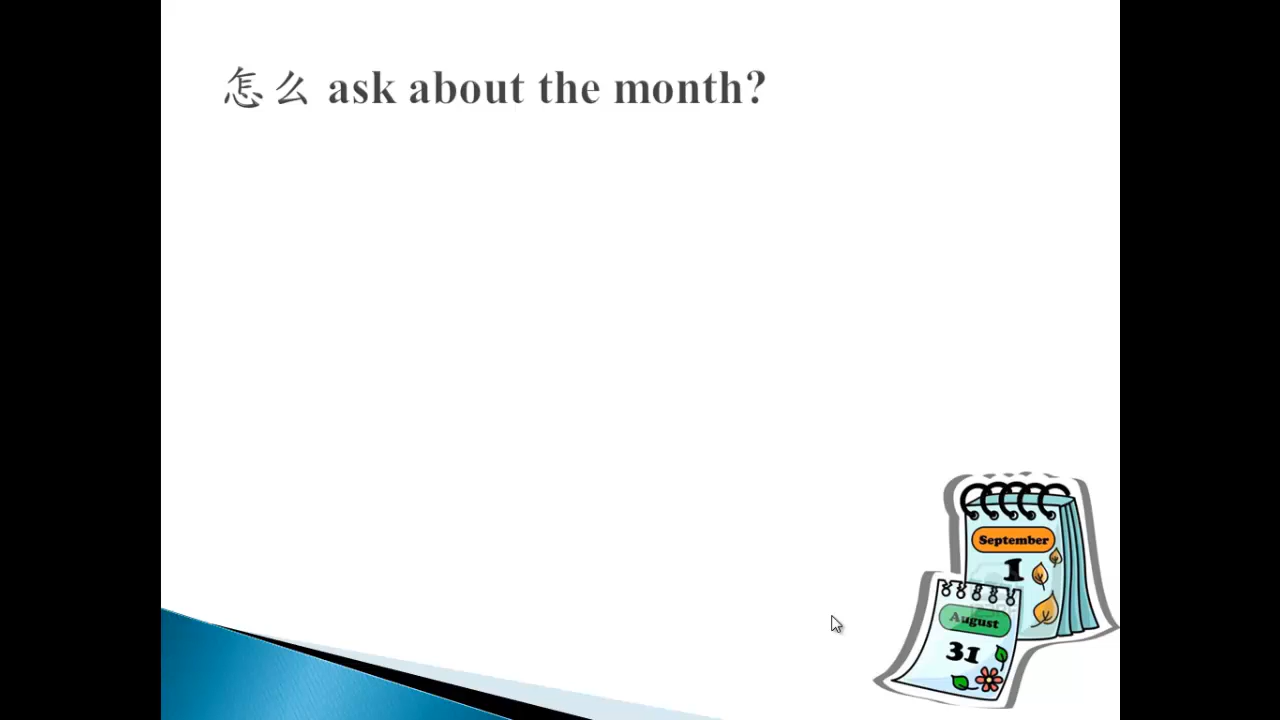 怎么 ask about the month?
September
1
August
31